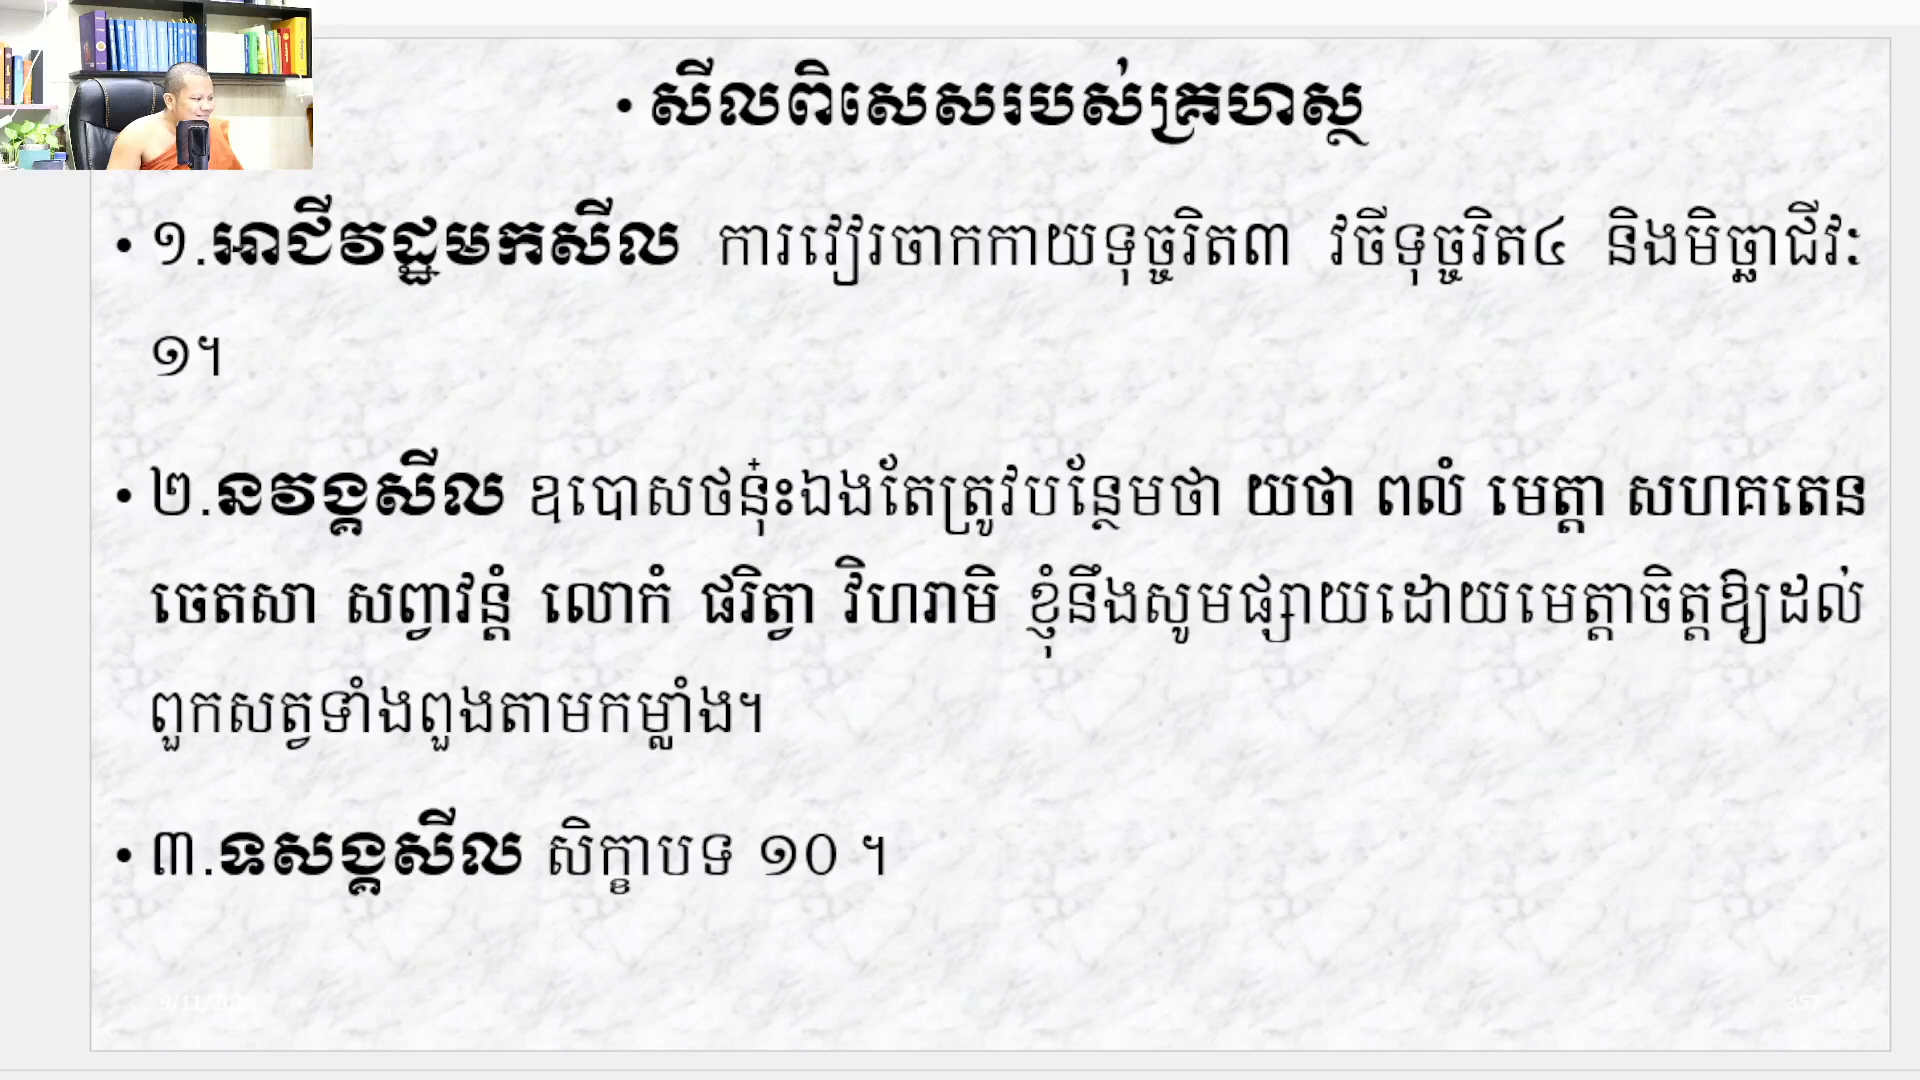 • សីលពិសេសរបស់គ្រហស្ថ
• ១.អាជីវដ្ឋមកសីល ការវៀរចាកកាយទុច្ចរិត៣ វចីទុច្ចរិត៤ និងមិច្ឆាជីវៈ
១។
• ២.នវង្គសីល ឧបោសថនុ៎ះឯងតែត្រូវបន្ថែមថា យថា ពលំ មេត្តា សហគតេន
ចេតសា សព្វាវន្តំ លោកំ ផរិត្វា វិហរាមិ ខ្ញុំនឹងសូមផ្សាយដោយមេត្តាចិត្តឱ្យដល់
ពួកសត្វទាំងពួងតាមកម្លាំង។
• ៣.ទសង្គសីល សិក្ខាបទ ១០ ។
357